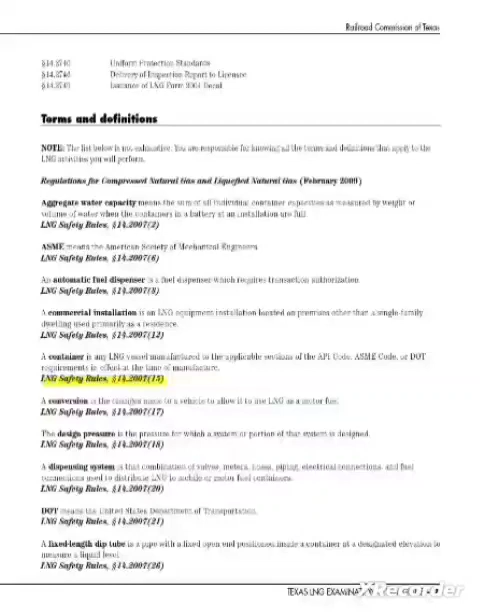 Railroad Commission of Texas
§14.2740 Uniform Protection Standards
Delivery of Inspection Report to Licensee
Issuance of LNG Form 2004 Decal
Terms and definitions
NOTE: The list below is not exhaustive. You are responsible for knowing all the terms and definitions that apply to the
LNG activities you will perform.
Regulations for Compressed Natural Gas and Liquefied Natural Gas (February 2009)
Aggregate water capacity means the sum of all individual container capacities as measured by weight or
volume of water when the containers in a battery at an installation are full.
LNG Safety Rules, §14.2007(2)
ASME means the American Society of Mechanical Engineers.
LNG Safety Rules, §14.2007(6)
An automatic fuel dispenser is a fuel dispenser which requires transaction authorization.
LNG Safety Rules, §14.2007(8)
A commercial installation is an LNG equipment installation located on premises other than a single-family
dwelling used primarily as a residence.
LNG Safety Rules, §14.2007(12)
A container is any LNG vessel manufactured to the applicable sections of the API Code, ASME Code, or DOT
requirements in effect at the time of manufacture.
LNG Safety Rules, §14.2007(15)
A conversion is the changes made to a vehicle to allow it to use LNG as a motor fuel.
LNG Safety Rules, §14.2007(17)
The design pressure is the pressure for which a system or portion of that system is designed.
LNG Safety Rules, §14.2007(18)
A dispensing system is that combination of valves, meters, hoses, piping, electrical connections, and fuel
connections used to distribute LNG to mobile or motor fuel containers.
LNG Safety Rules, §14.2007(20)
DOT means the United States Department of Transportation.
LNG Safety Rules, §14.2007(21)
A fixed-length dip tube is a pipe with a fixed open end positioned inside a container at a designated elevation to
measure a liquid level.
LNG Safety Rules, §14.2007(26)
TEXAS LNG EXAMINATION
XRecorder